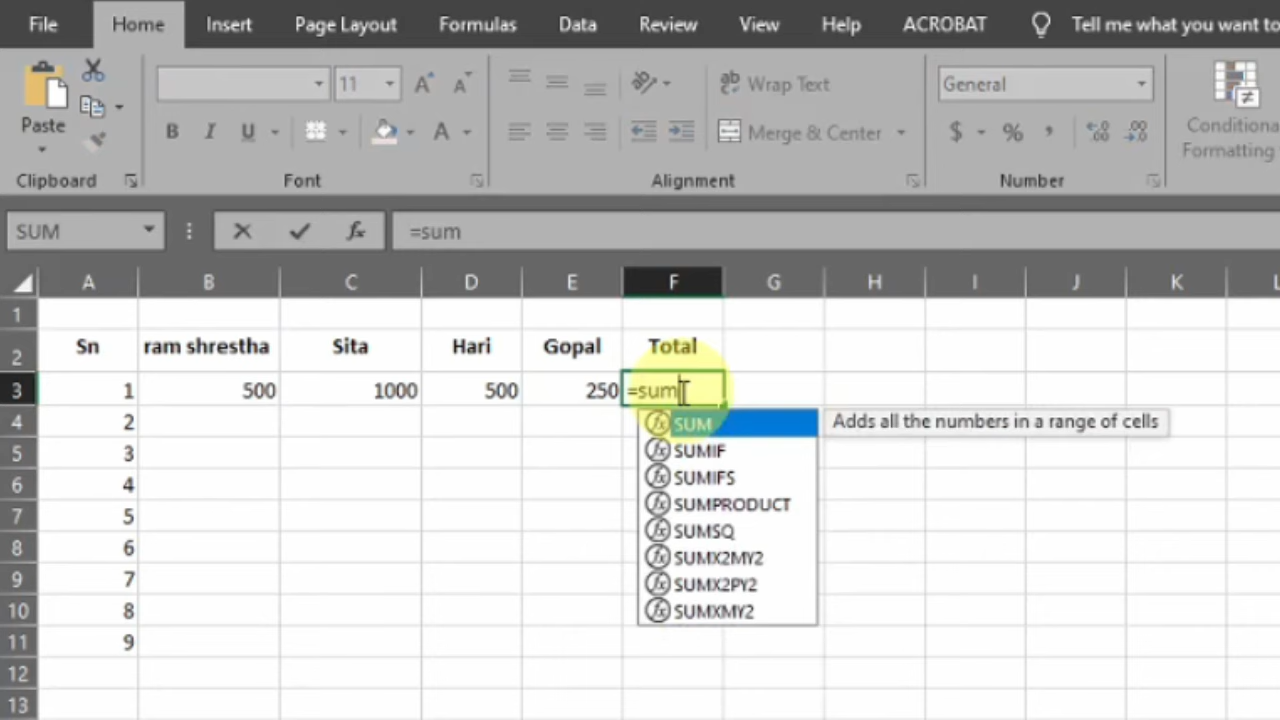 File Home Insert Page Layout Formulas Data Review View Help ACROBAT Tell me what you want to
11 Wrap Text General
Paste B I U A Merge & Center $ % Conditiona
Formatting
Clipboard Font Alignment Number
SUM fx =sum
A B C D E F G H I J K L
1
2 Sn ram shrestha Sita Hari Gopal Total
3 1 500 1000 500 250 =sum
4 2 SUM Adds all the numbers in a range of cells
5 3 SUMIF
6 4 SUMIFS
7 5 SUMPRODUCT
SUMSQ
8 6 SUMX2MY2
9 7 SUMX2PY2
10 8 SUMXMY2
11 9
12
13